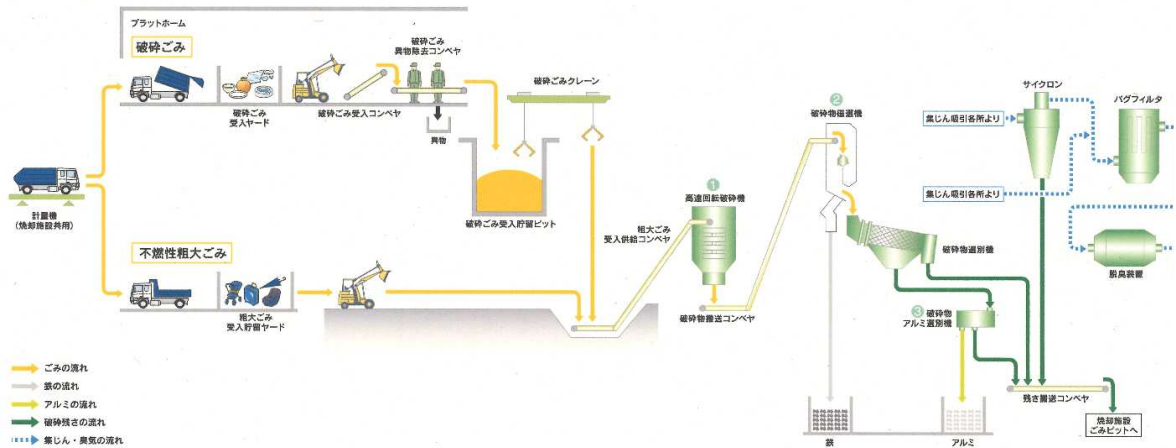 プラットホーム
破砕ごみ
破砕ごみ
受入ヤード
破砕ごみ受入コンベヤ
破砕ごみ
異物除去コンベヤ
異物
破砕ごみクレーン
破砕ごみ受入貯留ピット
計量機
(焼却施設共用)
不燃性粗大ごみ
粗大ごみ
受入貯留ヤード
粗大ごみ
受入供給コンベヤ
1
高速回転破砕機
破砕物搬送コンベヤ
2
破砕物磁選機
破砕物選別機
3
破砕物
アルミ選別機
鉄
アルミ
集じん吸引各所より
集じん吸引各所より
サイクロン
バグフィルタ
脱臭装置
残さ搬送コンベヤ
焼却施設
ごみピットへ
ごみの流れ
鉄の流れ
アルミの流れ
破砕残さの流れ
集じん・臭気の流れ